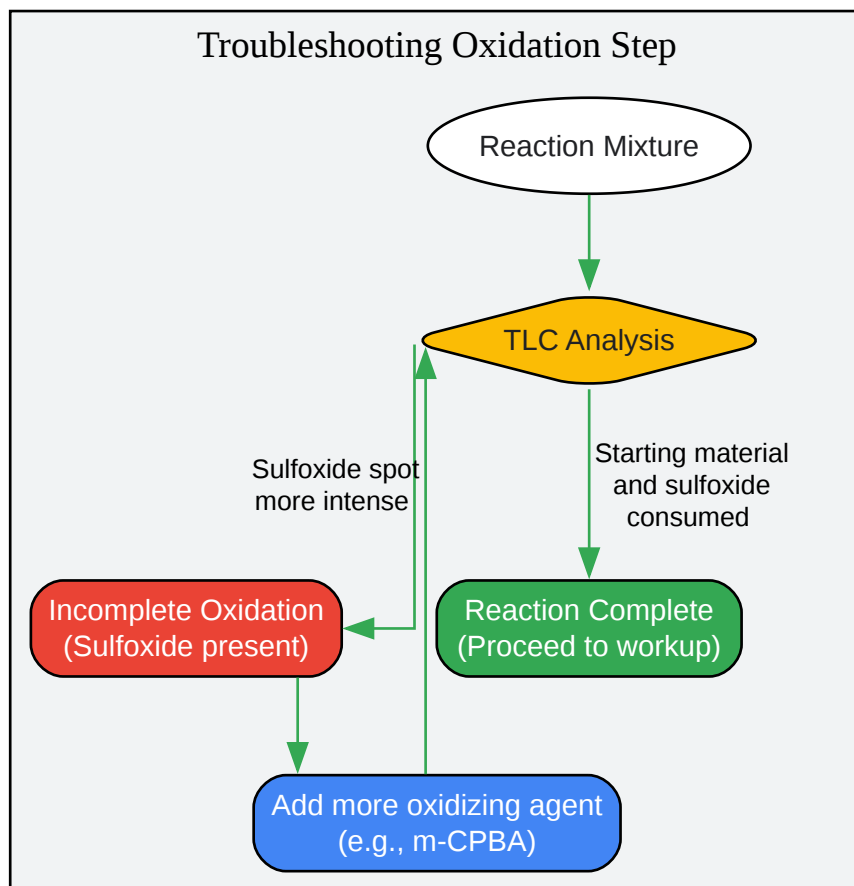 Troubleshooting Oxidation Step
Reaction Mixture
TLC Analysis
Sulfoxide spot
more intense
Starting material
and sulfoxide
consumed
Incomplete Oxidation
(Sulfoxide present)
Reaction Complete
(Proceed to workup)
Add more oxidizing agent
(e.g., m-CPBA)